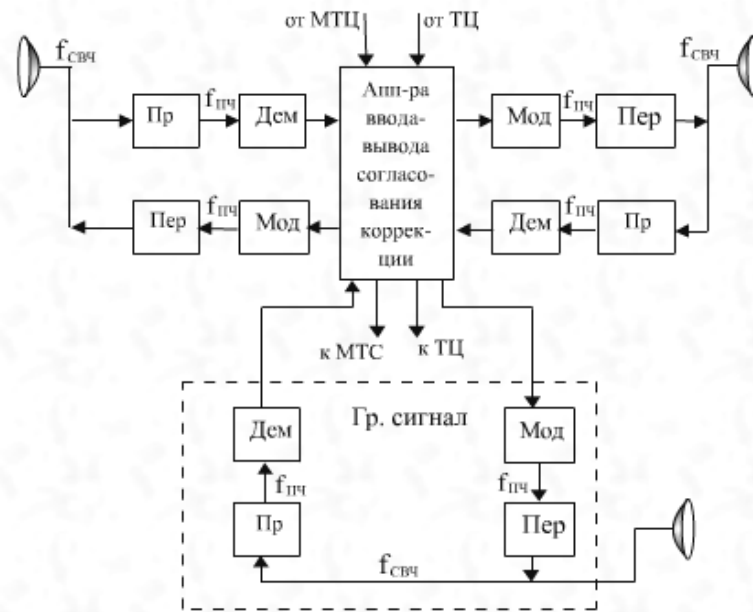 от МТЦ
от ТЦ
fСВЧ
fСВЧ
Пр
fПЧ
Дем
Апп-ра
ввода-
вывода
согласо-
вания
коррек-
ции
Мод
fПЧ
Пер
Пер
fПЧ
Мод
Дем
fПЧ
Пр
к МТС
к ТЦ
Гр. сигнал
Дем
Мод
fПЧ
fПЧ
Пр
Пер
fСВЧ